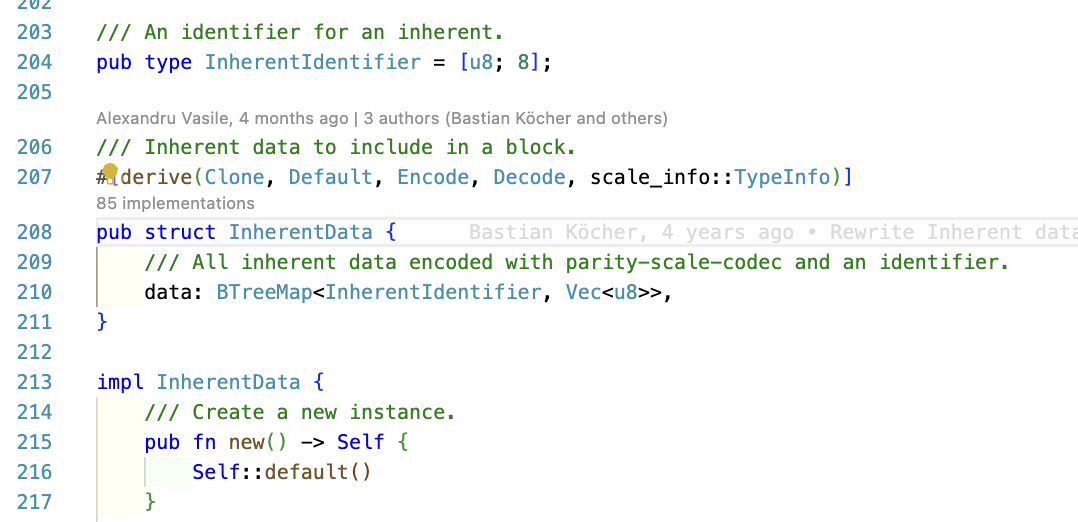 202
203 /// An identifier for an inherent.
204 pub type InherentIdentifier = [u8; 8];
205
Alexandru Vasile, 4 months ago | 3 authors (Bastian Köcher and others)
206 /// Inherent data to include in a block.
207 #[derive(Clone, Default, Encode, Decode, scale_info::TypeInfo)]
85 implementations
208 pub struct InherentData { Bastian Köcher, 4 years ago • Rewrite Inherent data
209 /// All inherent data encoded with parity-scale-codec and an identifier.
210 data: BTreeMap<InherentIdentifier, Vec<u8>>,
211 }
212
213 impl InherentData {
214 /// Create a new instance.
215 pub fn new() -> Self {
216 Self::default()
217 }